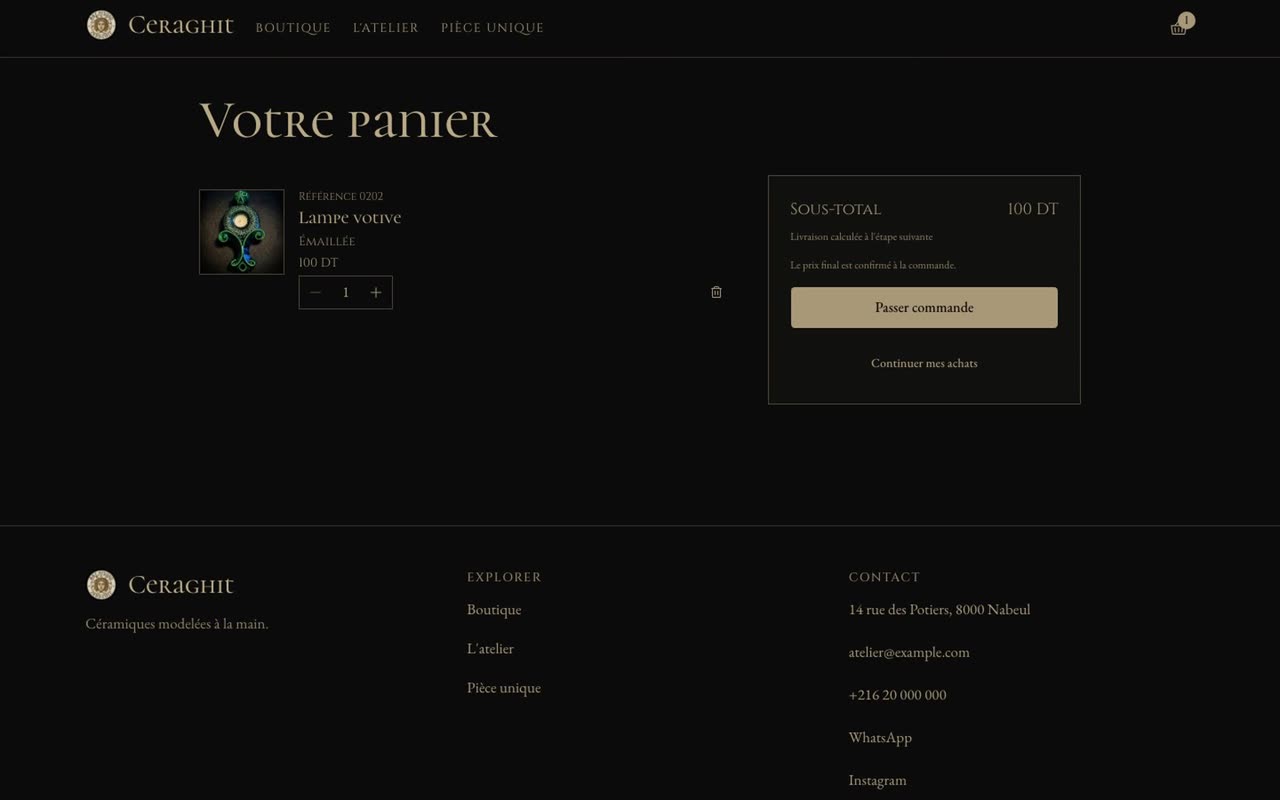 Ceraghit
BOUTIQUE
L'ATELIER
PIÈCE UNIQUE
1
Votre panier
Référence 0202
Lampe votive
Émaillée
100 DT
1
Sous-total 100 DT
Livraison calculée à l'étape suivante
Le prix final est confirmé à la commande.
Passer commande
Continuer mes achats
Ceraghit
Céramiques modelées à la main.
EXPLORER
Boutique
L'atelier
Pièce unique
CONTACT
14 rue des Potiers, 8000 Nabeul
atelier@example.com
+216 20 000 000
WhatsApp
Instagram